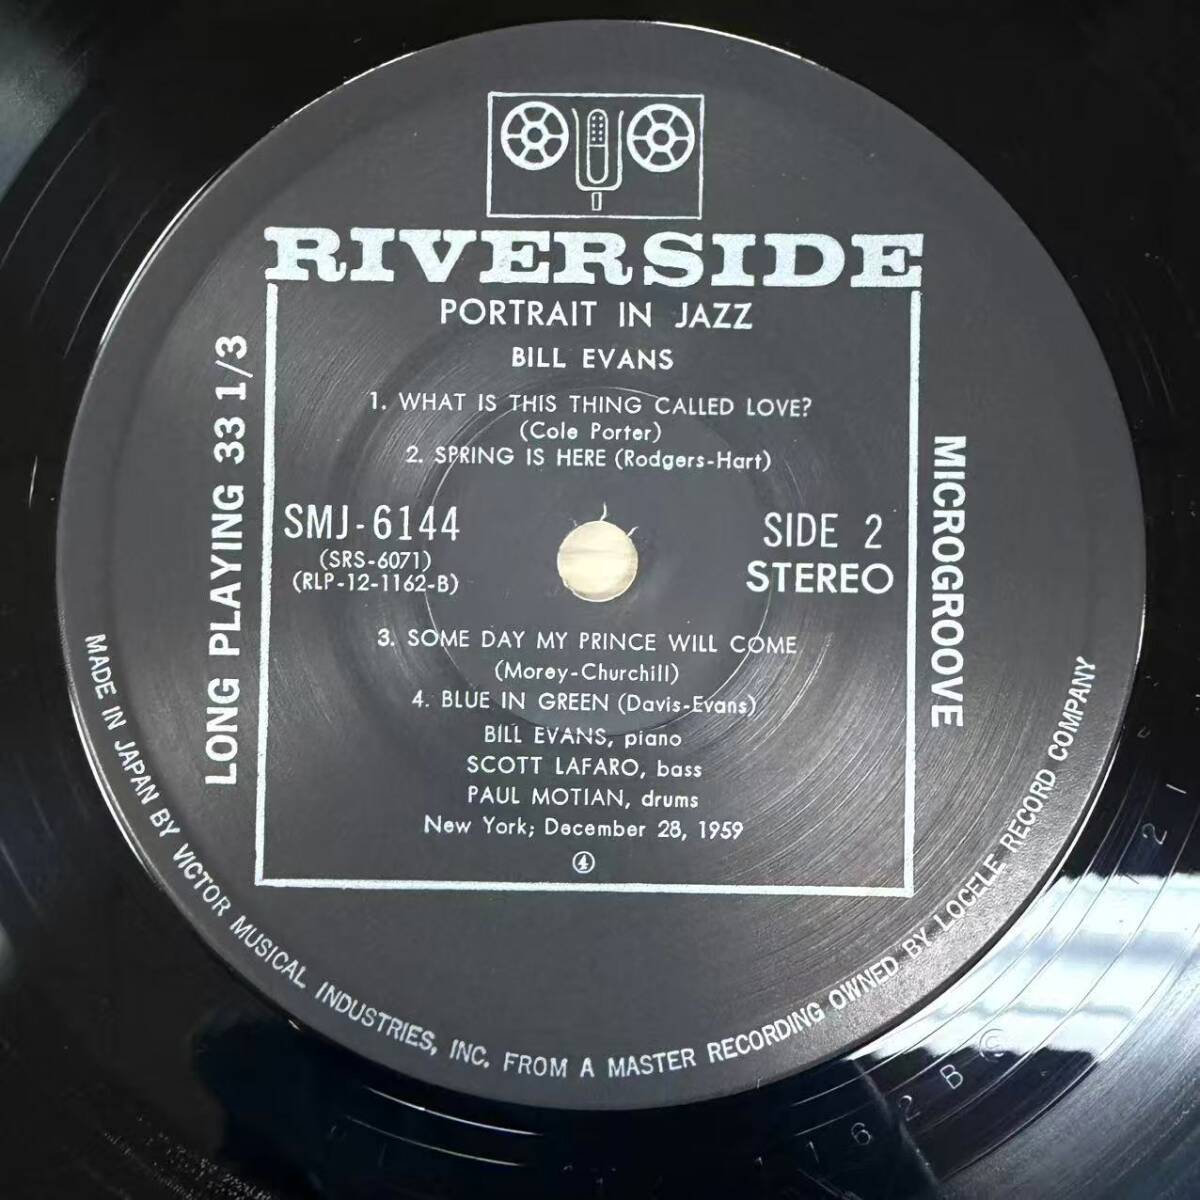 RIVERSIDE
PORTRAIT IN JAZZ
BILL EVANS
1. WHAT IS THIS THING CALLED LOVE?
(Cole Porter)
2. SPRING IS HERE (Rodgers-Hart)
SMJ-6144
(SRS-6071)
(RLP-12-1162-B)
SIDE 2
STEREO
3. SOME DAY MY PRINCE WILL COME
(Morey-Churchill)
4. BLUE IN GREEN (Davis-Evans)
BILL EVANS, piano
SCOTT LAFARO, bass
PAUL MOTIAN, drums
New York; December 28, 1959
4
LONG PLAYING 33 1/3
MICROGROOVE
MADE IN JAPAN BY VICTOR MUSICAL INDUSTRIES, INC. FROM A MASTER RECORDING OWNED BY LOCELE RECORD COMPANY
162B
121